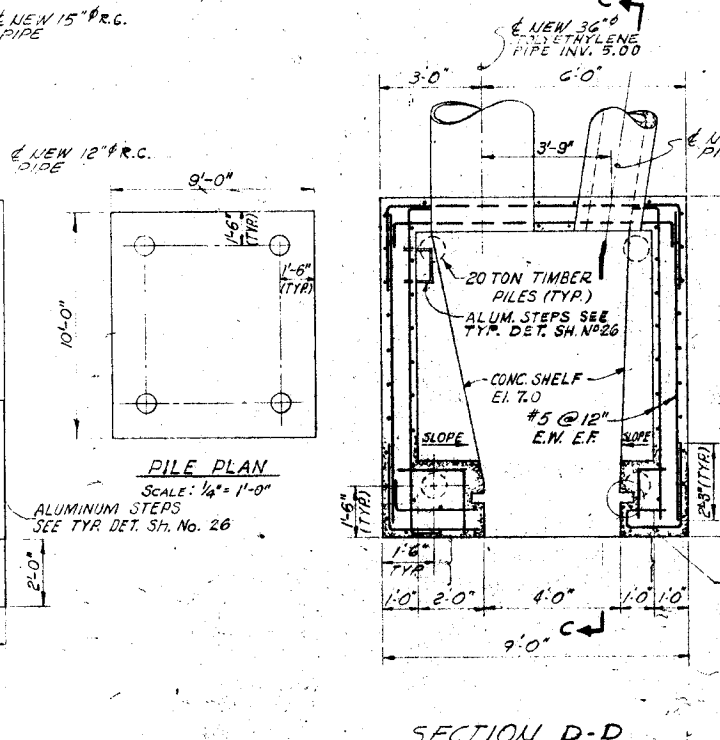 ℄ NEW 15"⌀ R.C.
PIPE
℄ NEW 12"⌀ R.C.
PIPE
9'-0"
1'-6"
(TYP.)
1'-6"
(TYP.)
10'-0"
PILE PLAN
SCALE: 1/4" = 1'-0"
ALUMINUM STEPS
SEE TYP. DET. SH. No. 26
2'-0"
C
℄ NEW 36"⌀
POLYETHYLENE
PIPE INV. 5.00
3'-0"
6'-0"
3'-9"
20 TON TIMBER
PILES (TYP.)
ALUM. STEPS SEE
TYP. DET. SH. Nº 26
CONC. SHELF
El. 7.0
#5 @ 12"
E.W. E.F.
SLOPE
SLOPE
1'-6"
(TYP.)
(TYP.)
1'-6"
TYP.
1'-0"
2'-0"
4'-0"
1'-0"
1'-0"
C
9'-0"
SECTION D-D